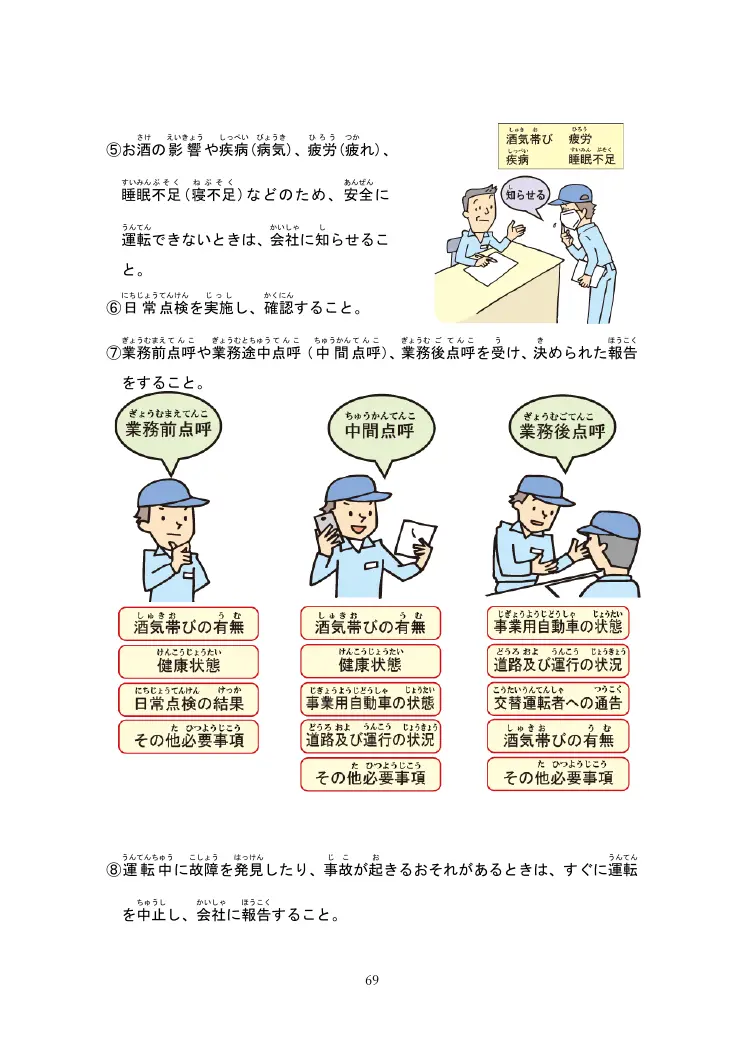 ⑤お酒の影響や疾病（病気）、疲労（疲れ）、
睡眠不足（寝不足）などのため、安全に
運転できないときは、会社に知らせるこ
と。
酒気帯び 疲労
疾病 睡眠不足
知らせる
⑥日常点検を実施し、確認すること。
⑦業務前点呼や業務途中点呼（中間点呼）、業務後点呼を受け、決められた報告
をすること。
業務前点呼
酒気帯びの有無
健康状態
日常点検の結果
その他必要事項
中間点呼
酒気帯びの有無
健康状態
事業用自動車の状態
道路及び運行の状況
その他必要事項
業務後点呼
事業用自動車の状態
道路及び運行の状況
交替運転者への通告
酒気帯びの有無
その他必要事項
⑧運転中に故障を発見したり、事故が起きるおそれがあるときは、すぐに運転
を中止し、会社に報告すること。
69